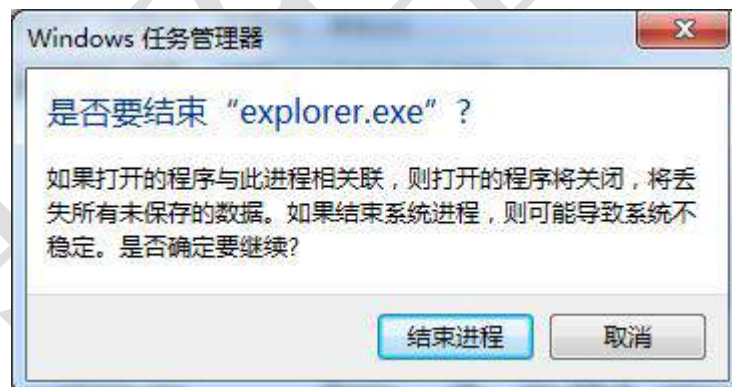 Windows 任务管理器
是否要结束“explorer.exe”?
如果打开的程序与此进程相关联，则打开的程序将关闭，将丢
失所有未保存的数据。如果结束系统进程，则可能导致系统不
稳定。是否确定要继续?
结束进程
取消